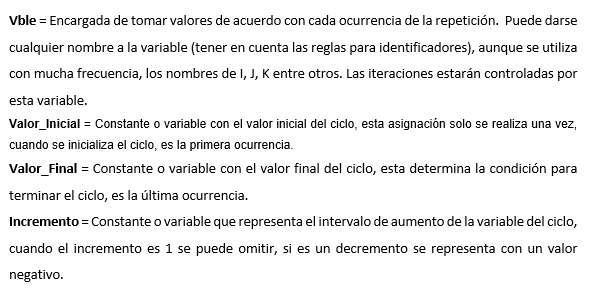 Vble = Encargada de tomar valores de acuerdo con cada ocurrencia de la repetición. Puede darse
cualquier nombre a la variable (tener en cuenta las reglas para identificadores), aunque se utiliza
con mucha frecuencia, los nombres de I, J, K entre otros. Las iteraciones estarán controladas por
esta variable.
Valor_Inicial = Constante o variable con el valor inicial del ciclo, esta asignación solo se realiza una vez,
cuando se inicializa el ciclo, es la primera ocurrencia.
Valor_Final = Constante o variable con el valor final del ciclo, esta determina la condición para
terminar el ciclo, es la última ocurrencia.
Incremento = Constante o variable que representa el intervalo de aumento de la variable del ciclo,
cuando el incremento es 1 se puede omitir, si es un decremento se representa con un valor
negativo.